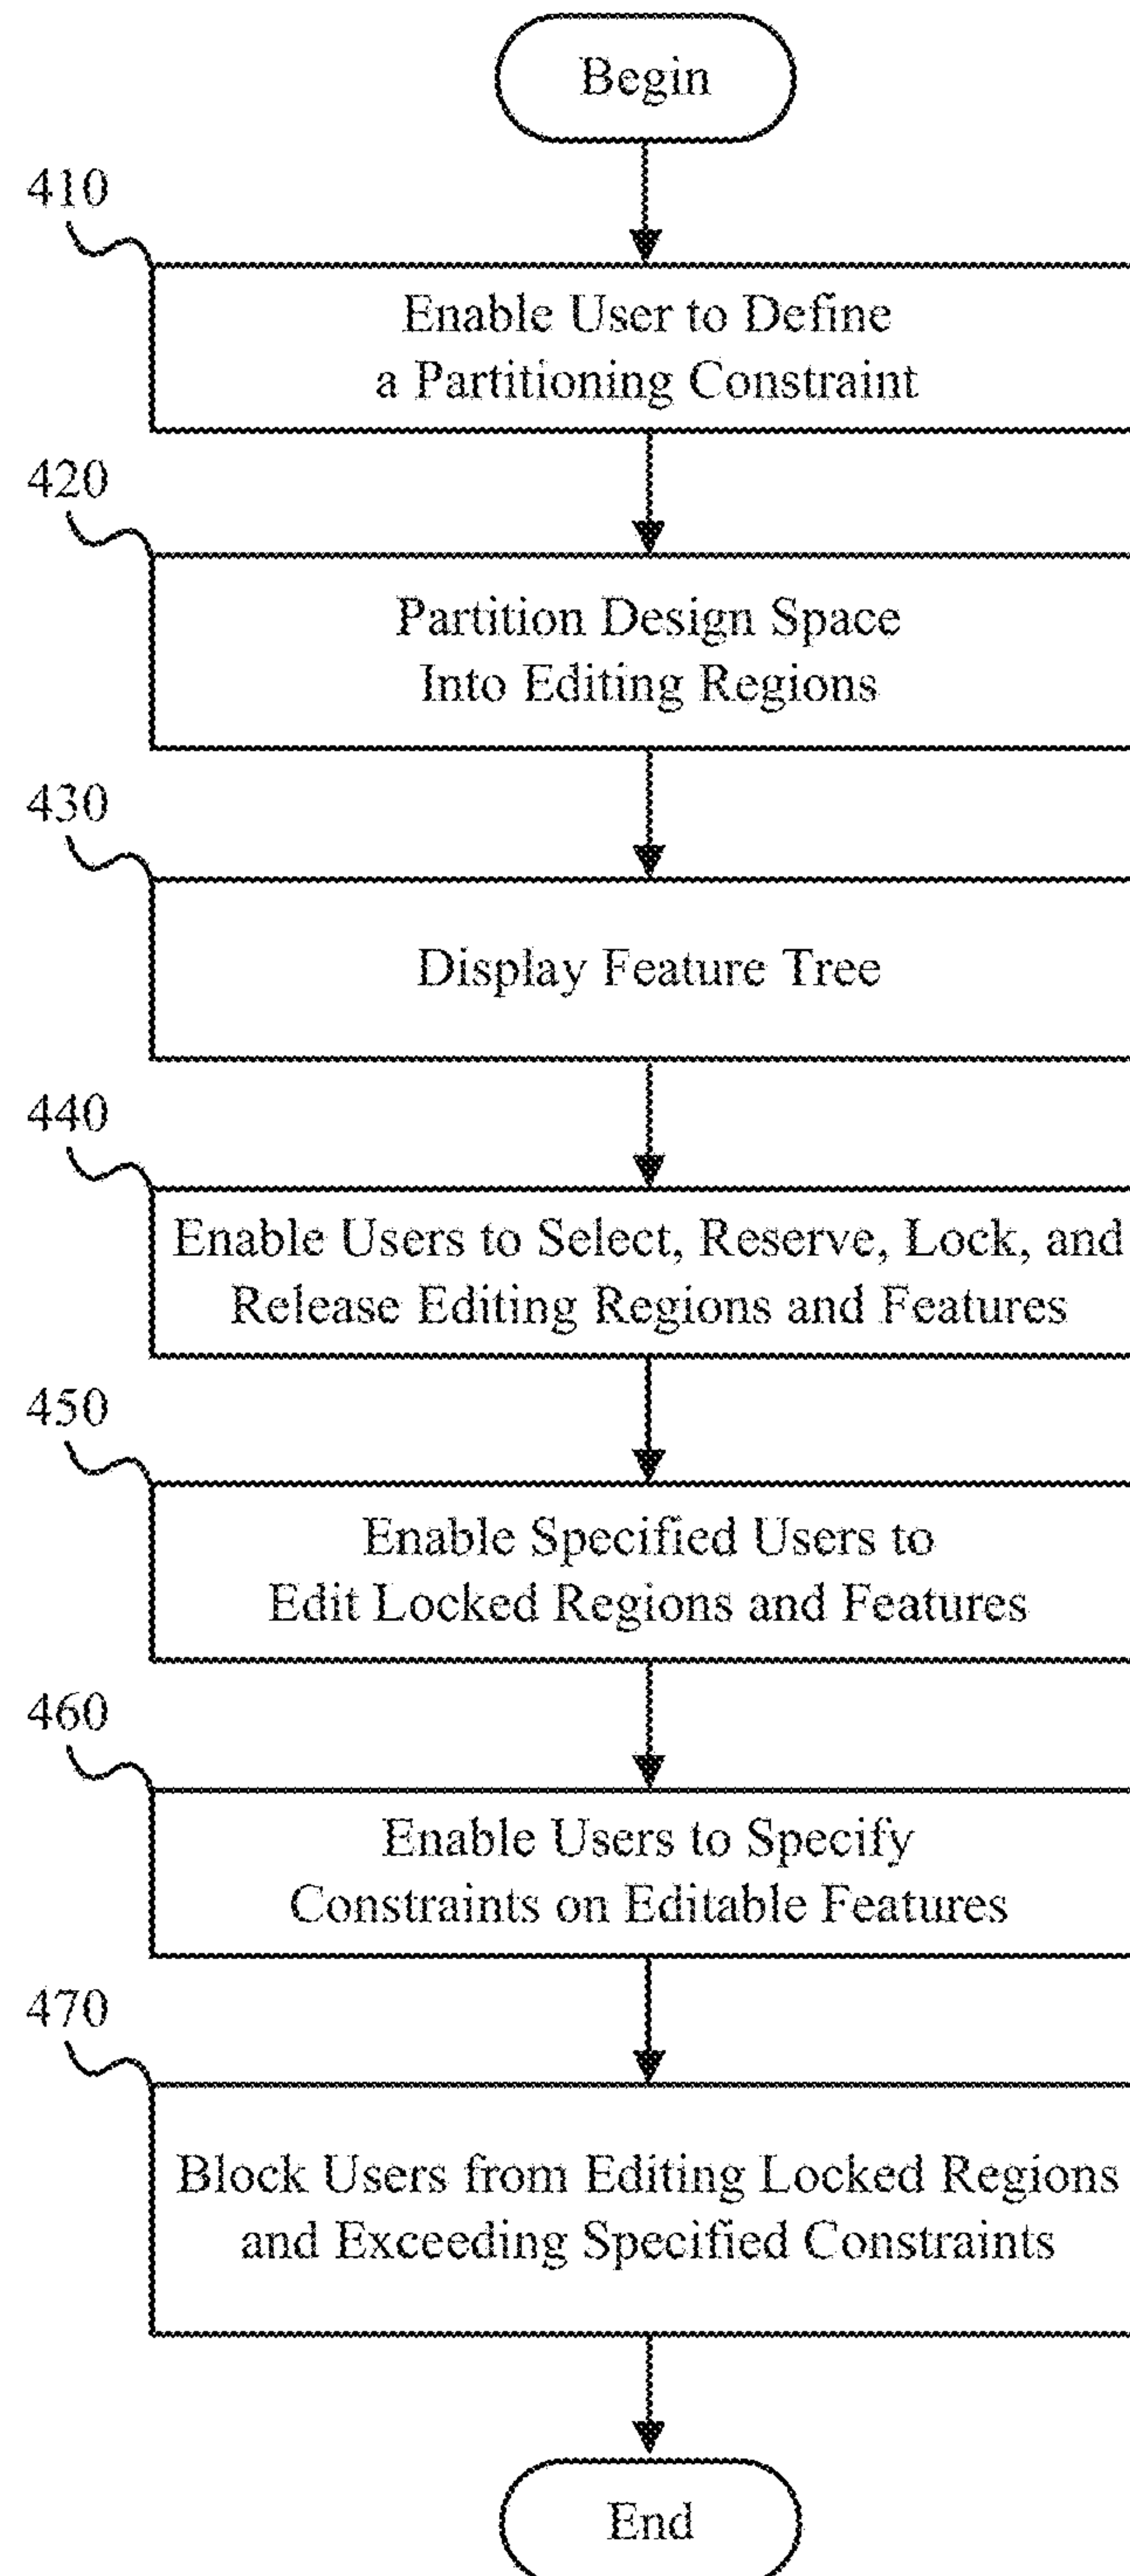 Begin
410
Enable User to Define
a Partitioning Constraint
420
Partition Design Space
Into Editing Regions
430
Display Feature Tree
440
Enable Users to Select, Reserve, Lock, and
Release Editing Regions and Features
450
Enable Specified Users to
Edit Locked Regions and Features
460
Enable Users to Specify
Constraints on Editable Features
470
Block Users from Editing Locked Regions
and Exceeding Specified Constraints
End